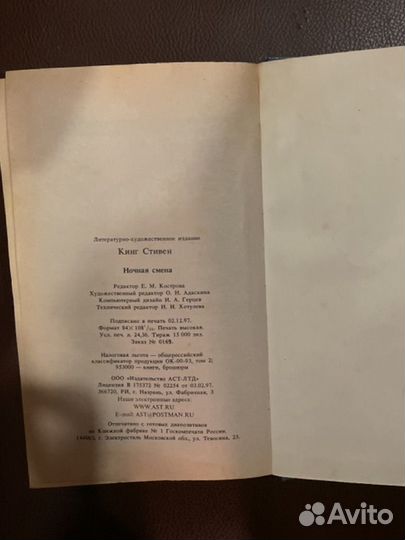 Литературно-художественное издание
Кинг Стивен
Ночная смена
Редактор Е. М. Кострова
Художественный редактор О. Н. Адаскина
Компьютерный дизайн И. А. Герцев
Технический редактор Н. Н. Хотулева
Подписано в печать 02.12.97.
Формат 84×108¹/₃₂. Печать высокая.
Усл. печ. л. 24,36. Тираж 15 000 экз.
Заказ № 0168.
Налоговая льгота — общероссийский
классификатор продукции ОК-00-93, том 2;
953000 — книги, брошюры
ООО «Издательство АСТ-ЛТД»
Лицензия В 175372 № 02254 от 03.02.97.
366720, РИ, г. Назрань, ул. Фабричная, 3
Наши электронные адреса:
WWW.AST.RU
E-mail: AST@POSTMAN.RU
Отпечатано с готовых диапозитивов
на Книжной фабрике № 1 Госкомпечати России.
144003, г. Электросталь Московской обл., ул. Тевосяна, 25.
Avito